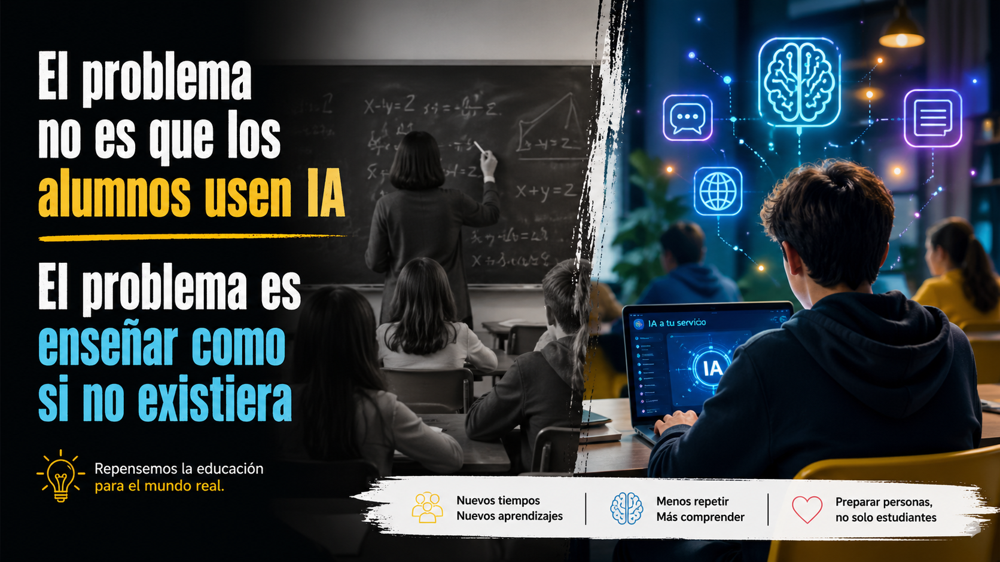 El problema
no es que los
alumnos usen IA
El problema es
enseñar como
si no existiera
Repensemos la educación
para el mundo real.
x+y=z
IA a tu servicio
IA
Nuevos tiempos
Nuevos aprendizajes
Menos repetir
Más comprender
Preparar personas,
no solo estudiantes